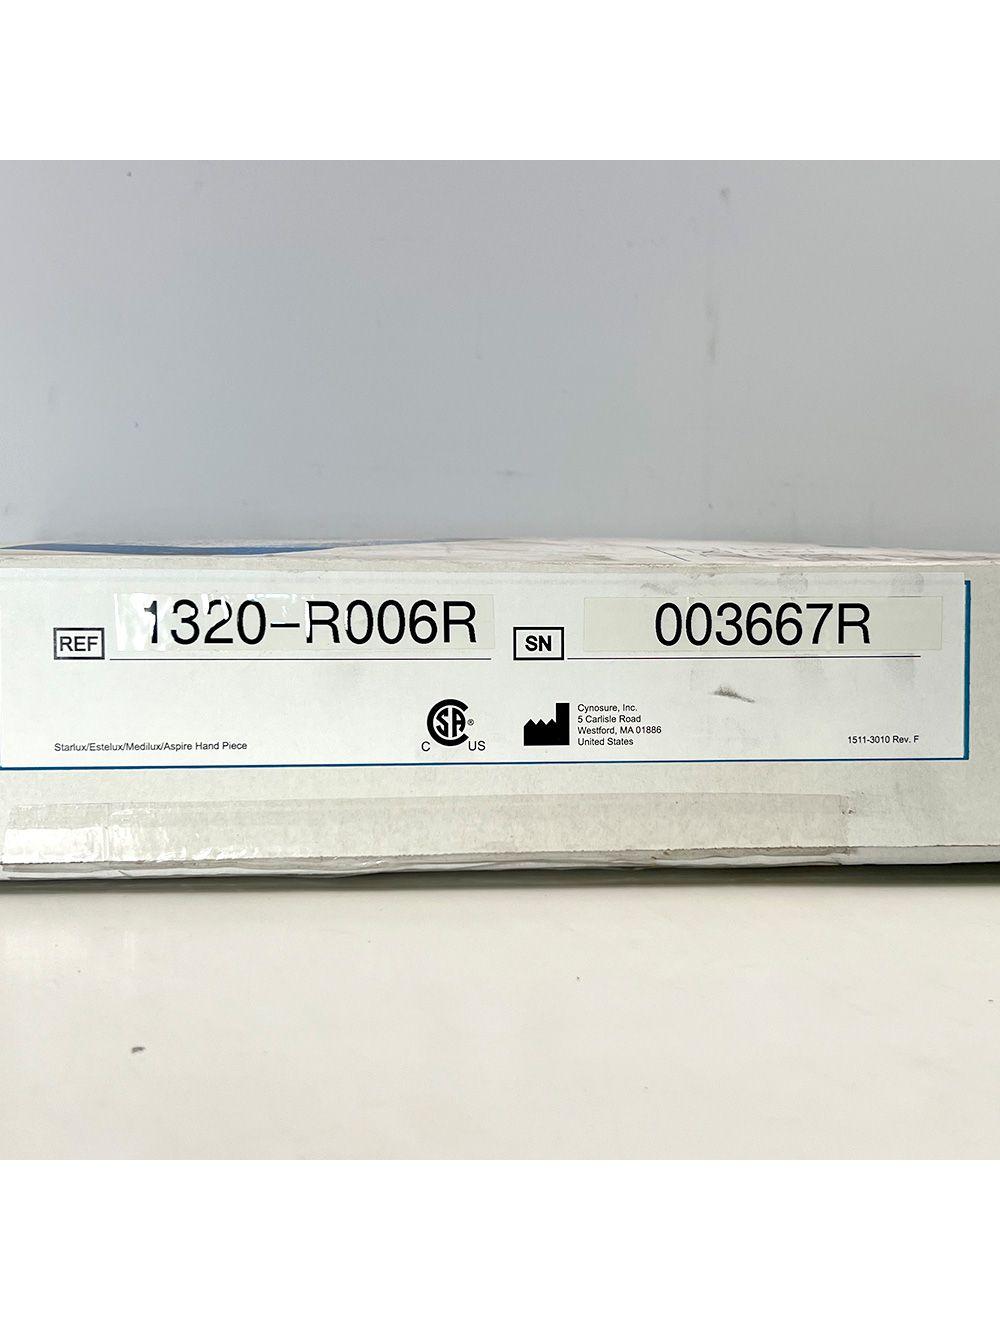 REF 1320-R006R SN 003667R
Starlux/Estelux/Medilux/Aspire Hand Piece
C SA® US
Cynosure, Inc.
5 Carlisle Road
Westford, MA 01886
United States
1511-3010 Rev. F